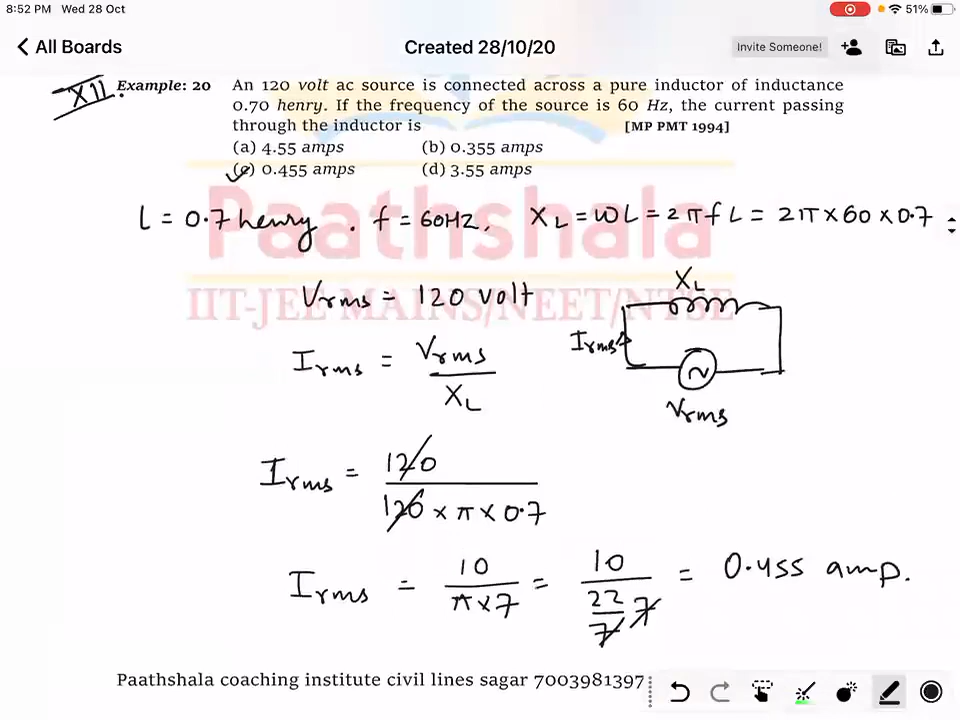 8:52 PM Wed 28 Oct 51%
All Boards Created 28/10/20 Invite Someone!
XII. Example: 20 An 120 volt ac source is connected across a pure inductor of inductance
0.70 henry. If the frequency of the source is 60 Hz, the current passing
through the inductor is [MP PMT 1994]
(a) 4.55 amps (b) 0.355 amps
(c) 0.455 amps (d) 3.55 amps
Paathshala
IIT-JEE MAINS/NEET/NTSE
L = 0.7 henry . f = 60HZ, XL = ωL = 2πfL = 2π×60×0.7
Vrms = 120 volt
XL
Irms
Vrms
Irms = Vrms / XL
Irms = 120 / 120 × π × 0.7
Irms = 10 / π×7 = 10 / 22/7 7 = 0.455 amp.
Paathshala coaching institute civil lines sagar 7003981397